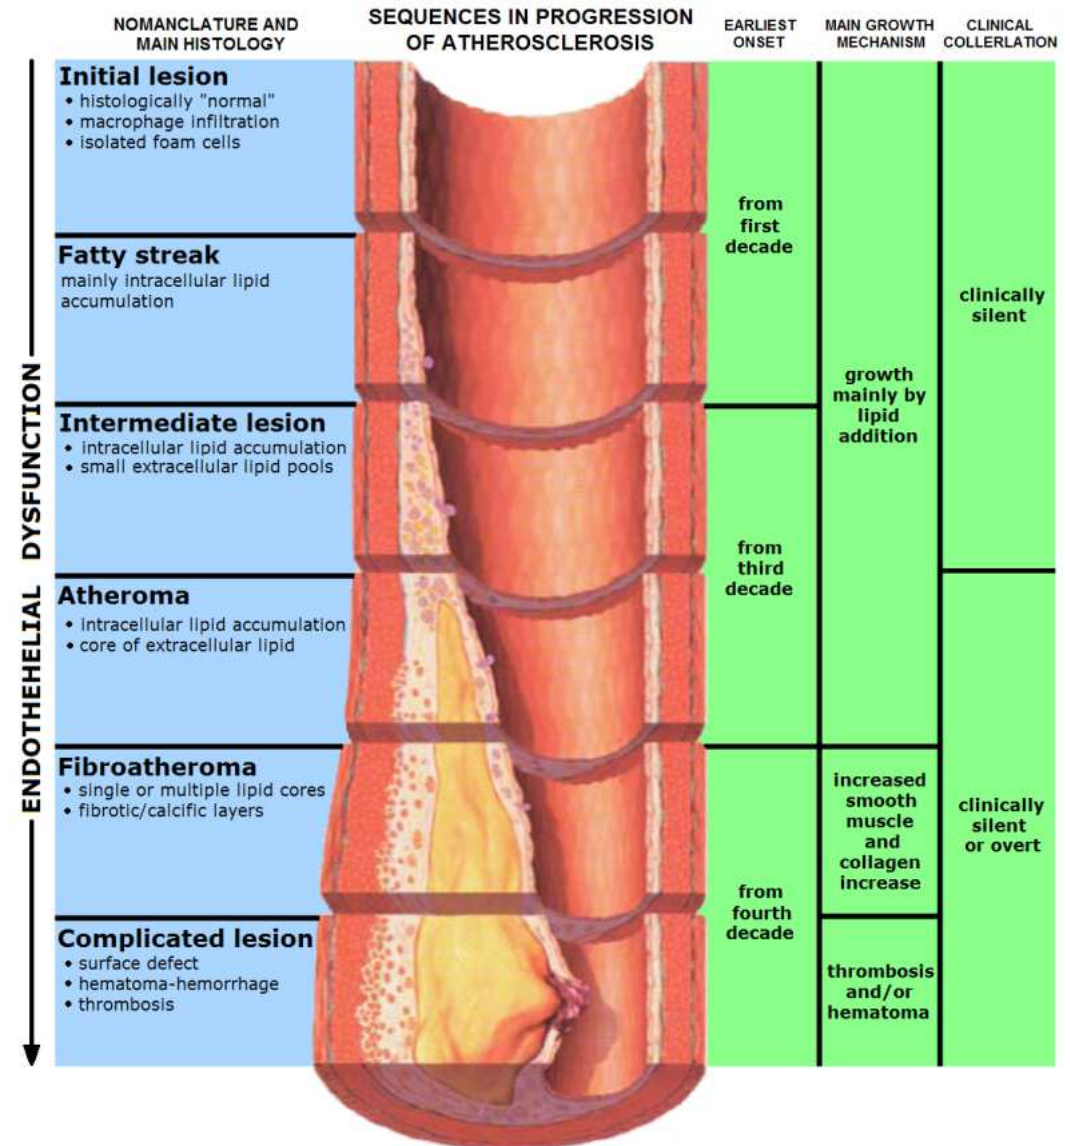 NOMANCLATURE AND
MAIN HISTOLOGY
SEQUENCES IN PROGRESSION
OF ATHEROSCLEROSIS
EARLIEST
ONSET
MAIN GROWTH
MECHANISM
CLINICAL
COLLERLATION
ENDOTHEHELIAL DYSFUNCTION
Initial lesion
• histologically "normal"
• macrophage infiltration
• isolated foam cells
Fatty streak
mainly intracellular lipid
accumulation
Intermediate lesion
• intracellular lipid accumulation
• small extracellular lipid pools
Atheroma
• intracellular lipid accumulation
• core of extracellular lipid
Fibroatheroma
• single or multiple lipid cores
• fibrotic/calcific layers
Complicated lesion
• surface defect
• hematoma-hemorrhage
• thrombosis
from
first
decade
from
third
decade
from
fourth
decade
growth
mainly by
lipid
addition
increased
smooth
muscle
and
collagen
increase
thrombosis
and/or
hematoma
clinically
silent
clinically
silent
or overt